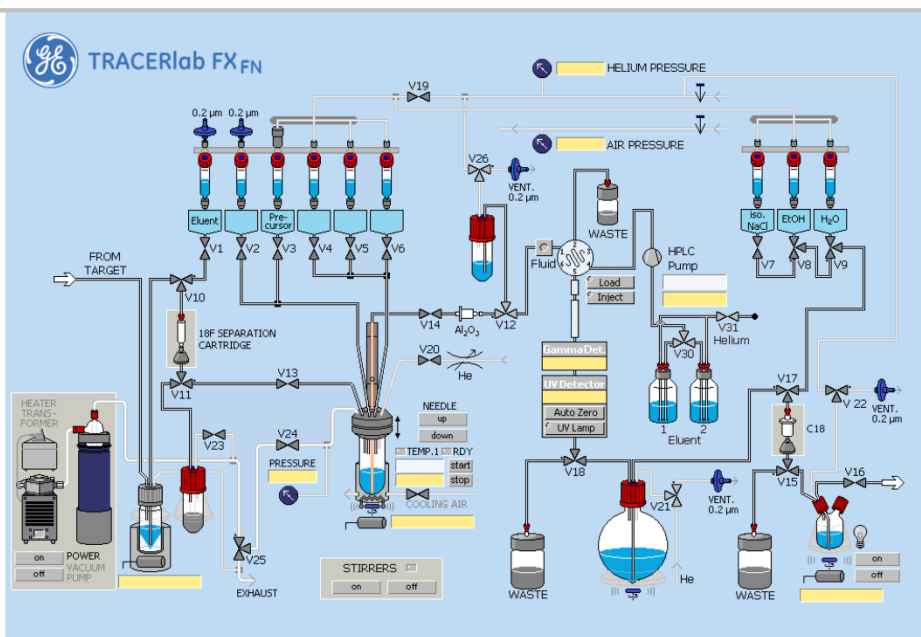 GE
TRACERlab FX FN
HELIUM PRESSURE
V19
0.2 µm
0.2 µm
AIR PRESSURE
V26
VENT.
0.2 µm
WASTE
Eluent
Pre-
cursor
iso.
NaCl
EtOH
H₂O
V1
V2
V3
V4
V5
V6
Fluid
HPLC
Pump
V7
V8
V9
FROM
TARGET
V10
Load
Inject
V31
Helium
V14
Al₂O₃
V12
18F SEPARATION
CARTRIDGE
V20
He
V30
Gamma Det.
UV Detector
Auto Zero
UV Lamp
1
Eluent
2
V11
V13
V17
V 22
VENT.
0.2 µm
HEATER
TRANS-
FORMER
NEEDLE
up
down
C18
V23
V24
TEMP.1
RDY
start
stop
PRESSURE
V18
V15
V16
COOLING AIR
V21
VENT.
0.2 µm
on
POWER
off
VACUUM
PUMP
V25
EXHAUST
STIRRERS
on
off
WASTE
He
WASTE
on
off